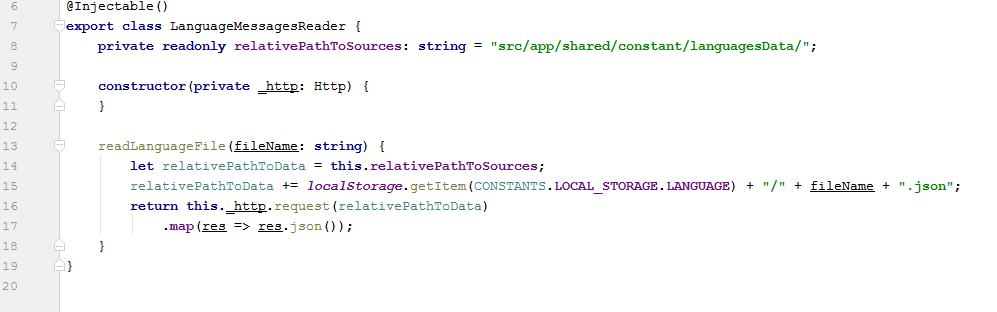 6 @Injectable()
7 export class LanguageMessagesReader {
8     private readonly relativePathToSources: string = "src/app/shared/constant/languagesData/";
9
10     constructor(private _http: Http) {
11     }
12
13     readLanguageFile(fileName: string) {
14         let relativePathToData = this.relativePathToSources;
15         relativePathToData += localStorage.getItem(CONSTANTS.LOCAL_STORAGE.LANGUAGE) + "/" + fileName + ".json";
16         return this._http.request(relativePathToData)
17             .map(res => res.json());
18     }
19 }
20